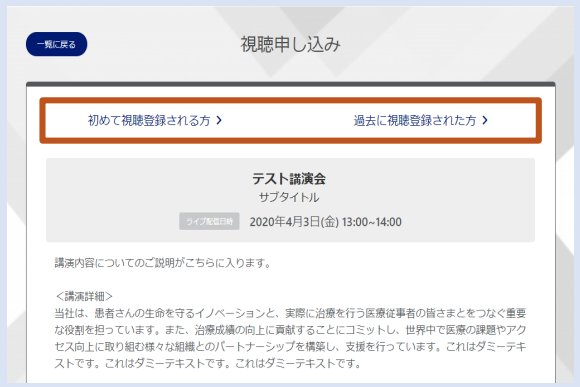 一覧に戻る
視聴申し込み
初めて視聴登録される方 >
過去に視聴登録された方 >
テスト講演会
サブタイトル
ライブ配信日時 2020年4月3日(金) 13:00~14:00
講演内容についてのご説明がこちらに入ります。
＜講演詳細＞
当社は、患者さんの生命を守るイノベーションと、実際に治療を行う医療従事者の皆さまとをつなぐ重要
な役割を担っています。また、治療成績の向上に貢献することにコミットし、世界中で医療の課題やアク
セス向上に取り組む様々な組織とのパートナーシップを構築し、支援を行っています。これはダミーテキ
ストです。これはダミーテキストです。これはダミーテキストです。